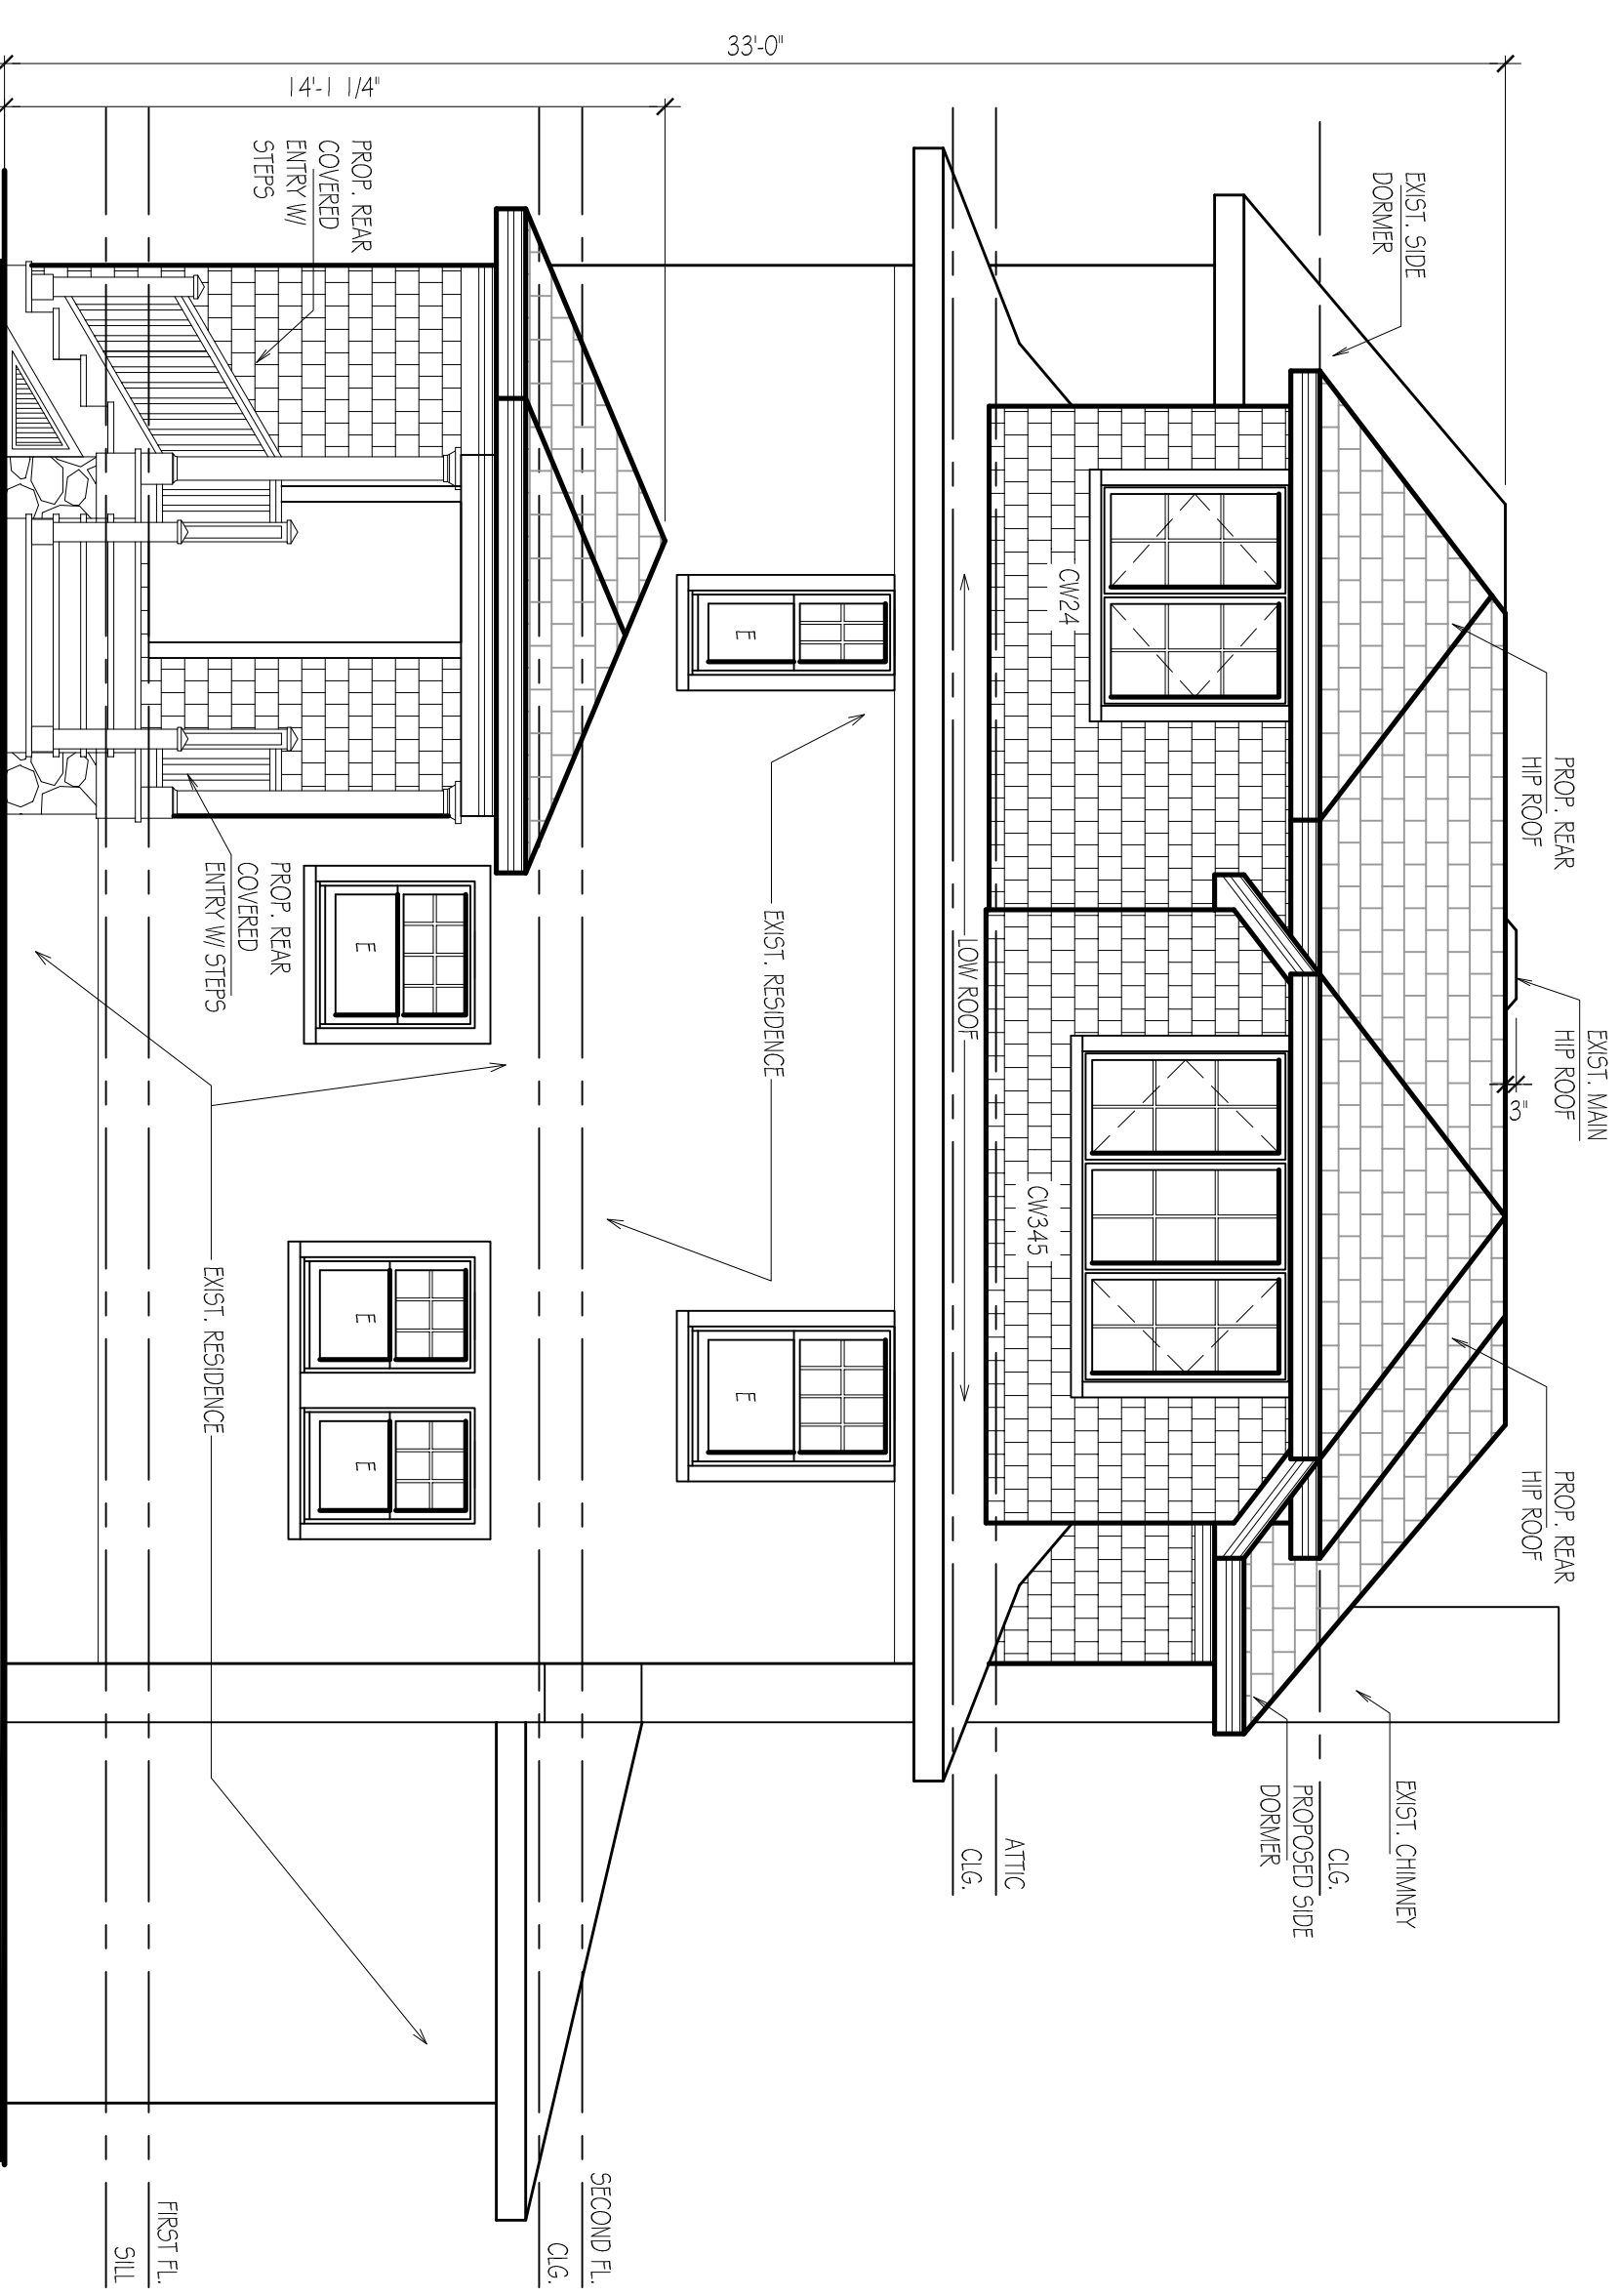 33'-0"
14'-1 1/4"
EXIST. MAIN
HIP ROOF
3"
PROP. REAR
HIP ROOF
PROP. REAR
HIP ROOF
EXIST. SIDE
DORMER
EXIST. CHIMNEY
CLG.
PROPOSED SIDE
DORMER
CW24
CW345
ATTIC
CLG.
LOW ROOF
EXIST. RESIDENCE
E
E
SECOND FL.
CLG.
PROP. REAR
COVERED
ENTRY W/
STEPS
PROP. REAR
COVERED
ENTRY W/ STEPS
E
E
E
EXIST. RESIDENCE
FIRST FL.
SILL